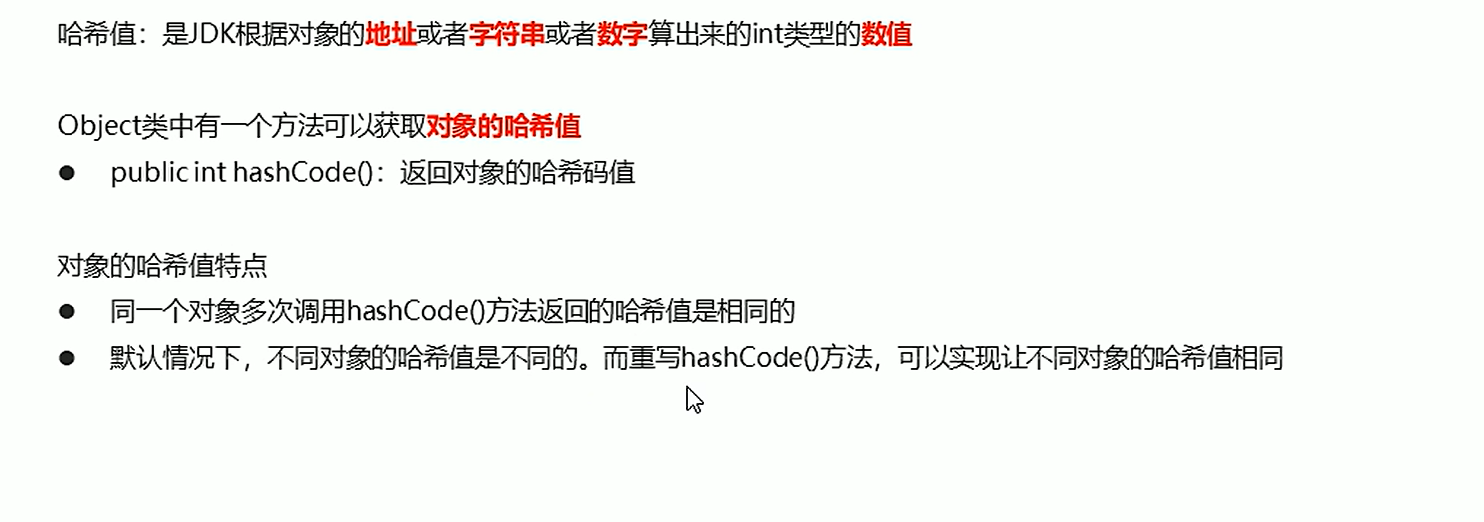 哈希值：是JDK根据对象的地址或者字符串或者数字算出来的int类型的数值
Object类中有一个方法可以获取对象的哈希值
● public int hashCode()：返回对象的哈希码值
对象的哈希值特点
● 同一个对象多次调用hashCode()方法返回的哈希值是相同的
● 默认情况下，不同对象的哈希值是不同的。而重写hashCode()方法，可以实现让不同对象的哈希值相同